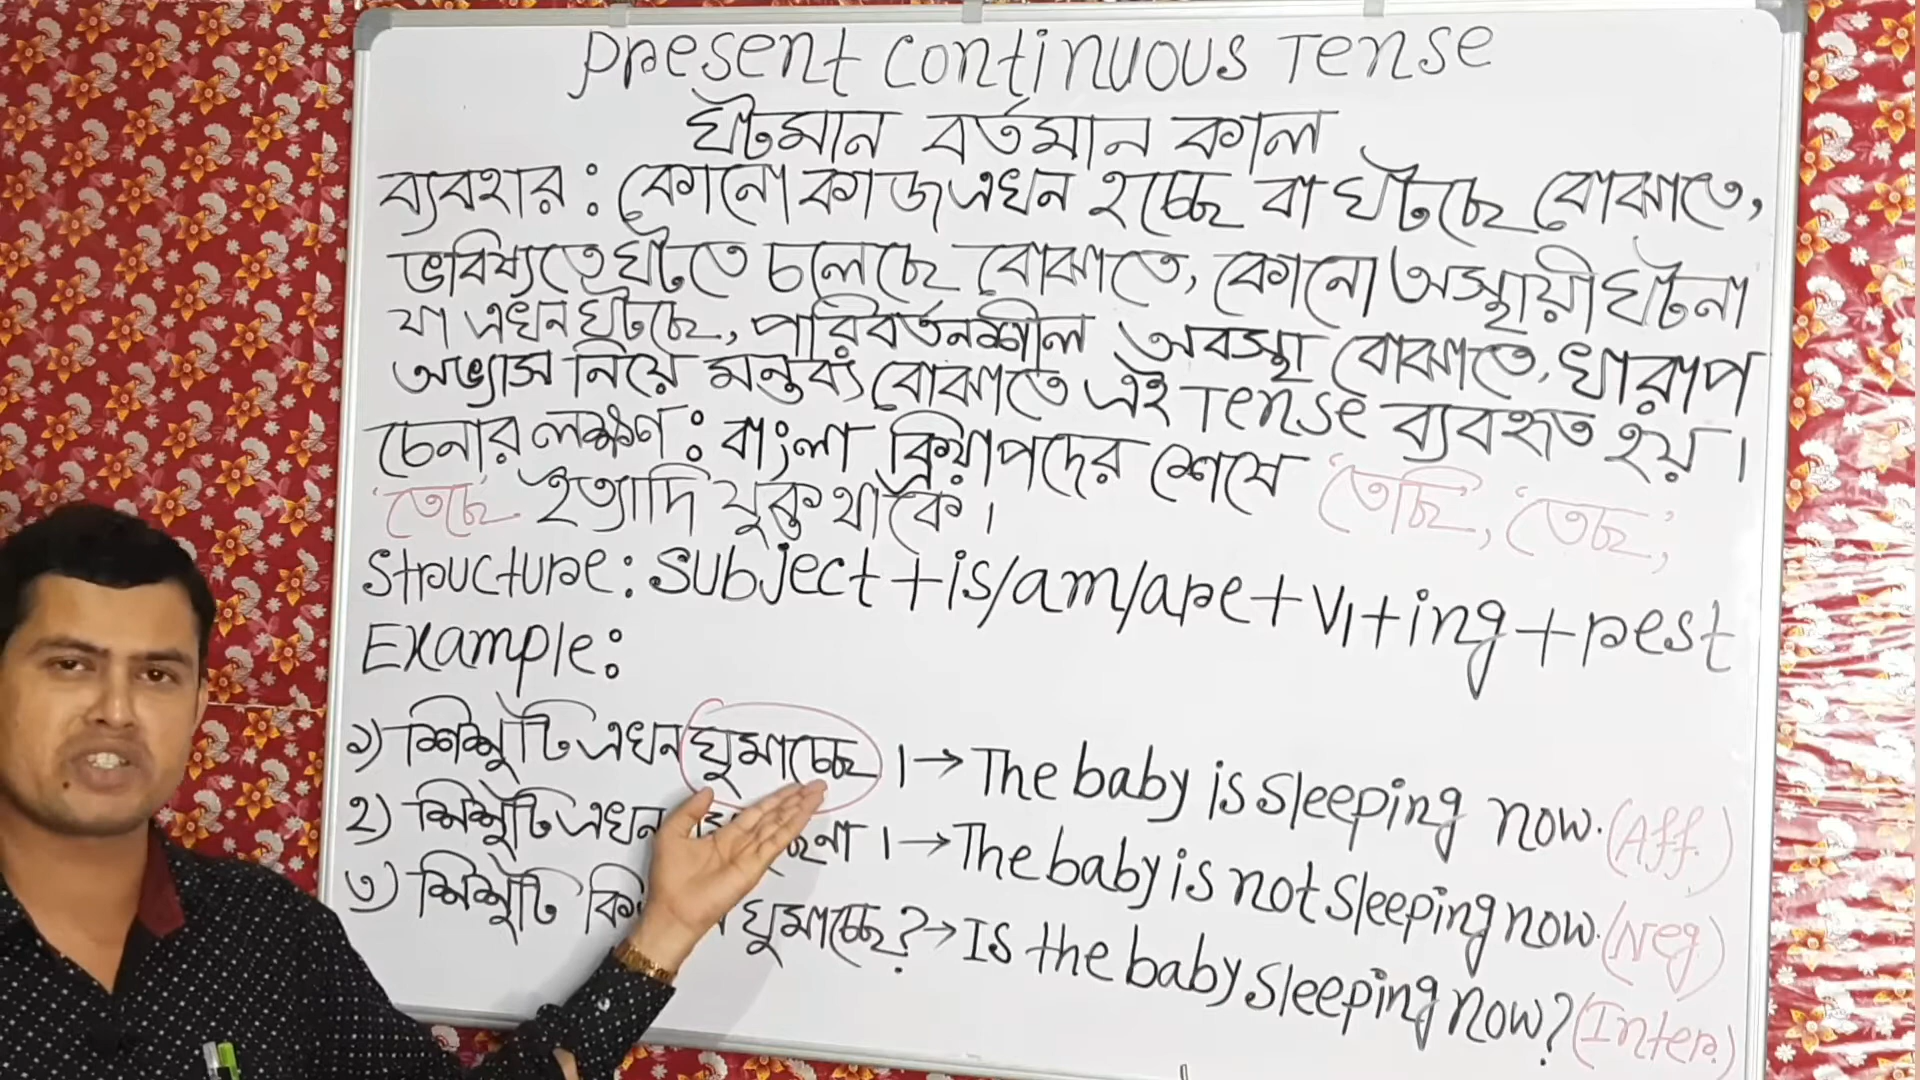 Present Continuous Tense
ঘটমান বর্তমান কাল
ব্যবহার : কোনো কাজ এখন হচ্ছে বা ঘটছে বোঝাতে,
ভবিষ্যতে ঘটতে চলেছে বোঝাতে, কোনো অস্থায়ী ঘটনা
যা এখন ঘটছে, পরিবর্তনশীল অবস্থা বোঝাতে, খারাপ
অভ্যাস নিয়ে মন্তব্য বোঝাতে এই Tense ব্যবহৃত হয়।
চেনার লক্ষণ : বাংলা ক্রিয়াপদের শেষে 'তেছি', 'তেছ',
'তেছে' ইত্যাদি যুক্ত থাকে।
Structure: Subject + is/am/are + V1 + ing + rest
Example:
১) শিশুটি এখন ঘুমাচ্ছে। → The baby is sleeping now. (Aff.)
২) শিশুটি এখন না। → The baby is not sleeping now. (Neg)
৩) শিশুটি ঘুমাচ্ছে? → Is the baby sleeping now? (Inter.)